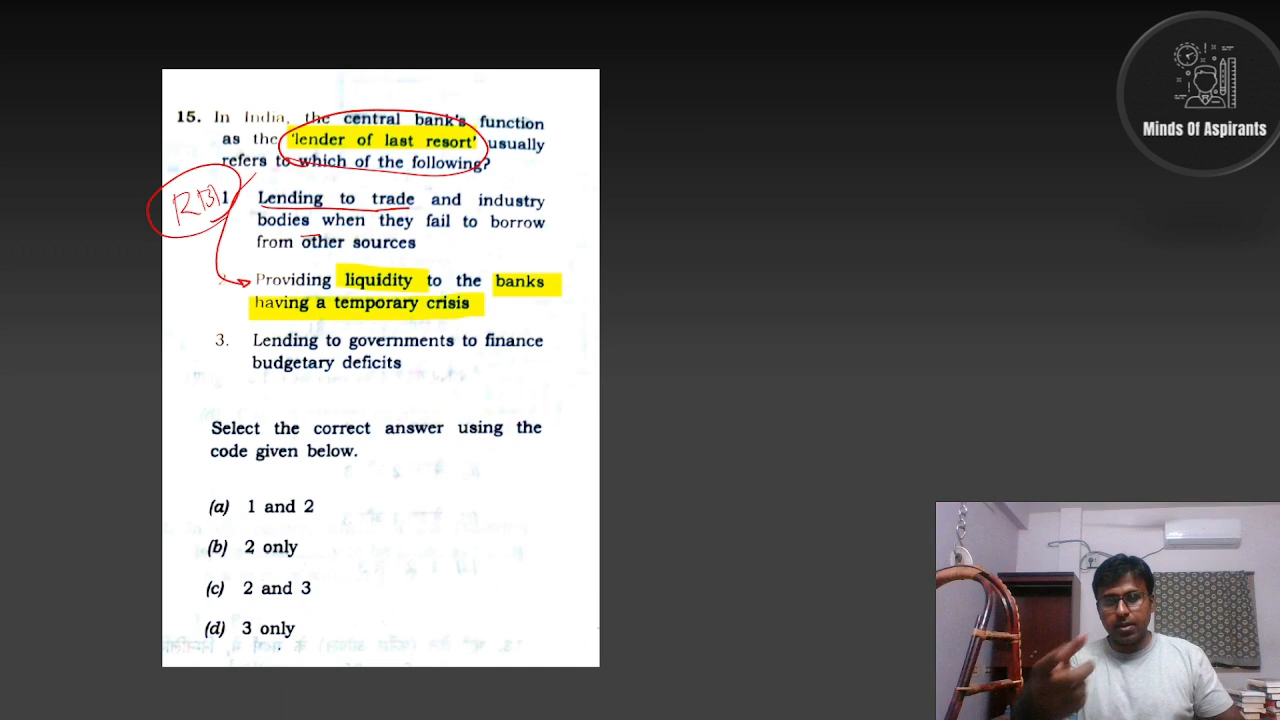 Minds Of Aspirants
15. In India, the central bank's function
as the 'lender of last resort' usually
refers to which of the following?
RBI
1. Lending to trade and industry
bodies when they fail to borrow
from other sources
Providing liquidity to the banks
having a temporary crisis
3. Lending to governments to finance
budgetary deficits
Select the correct answer using the
code given below.
(a) 1 and 2
(b) 2 only
(c) 2 and 3
(d) 3 only